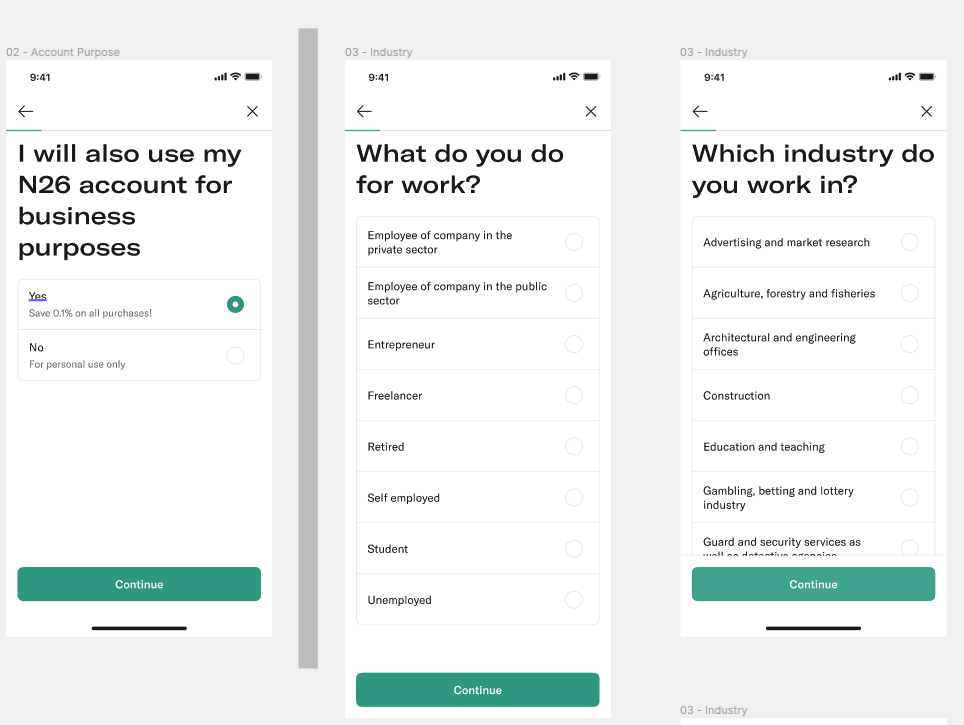 02 - Account Purpose
9:41
I will also use my
N26 account for
business
purposes
Yes
Save 0.1% on all purchases!
No
For personal use only
Continue
03 - Industry
9:41
What do you do
for work?
Employee of company in the
private sector
Employee of company in the public
sector
Entrepreneur
Freelancer
Retired
Self employed
Student
Unemployed
Continue
03 - Industry
9:41
Which industry do
you work in?
Advertising and market research
Agriculture, forestry and fisheries
Architectural and engineering
offices
Construction
Education and teaching
Gambling, betting and lottery
industry
Guard and security services as
well as detective agencies
Continue
03 - Industry